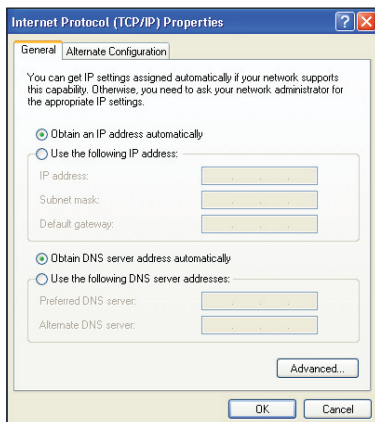 Internet Protocol (TCP/IP) Properties
General
Alternate Configuration
You can get IP settings assigned automatically if your network supports
this capability. Otherwise, you need to ask your network administrator for
the appropriate IP settings.
Obtain an IP address automatically
Use the following IP address:
IP address:
Subnet mask:
Default gateway:
Obtain DNS server address automatically
Use the following DNS server addresses:
Preferred DNS server:
Alternate DNS server:
Advanced...
OK
Cancel